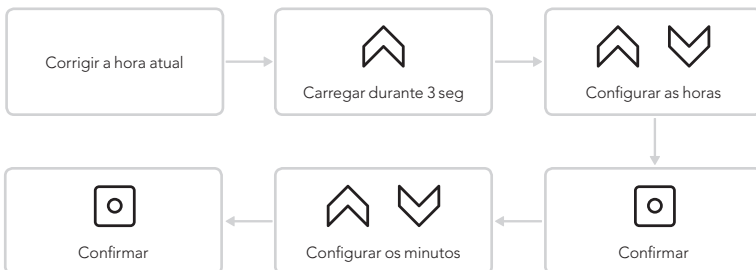 Corrigir a hora atual
Carregar durante 3 seg
Configurar as horas
Confirmar
Configurar os minutos
Confirmar